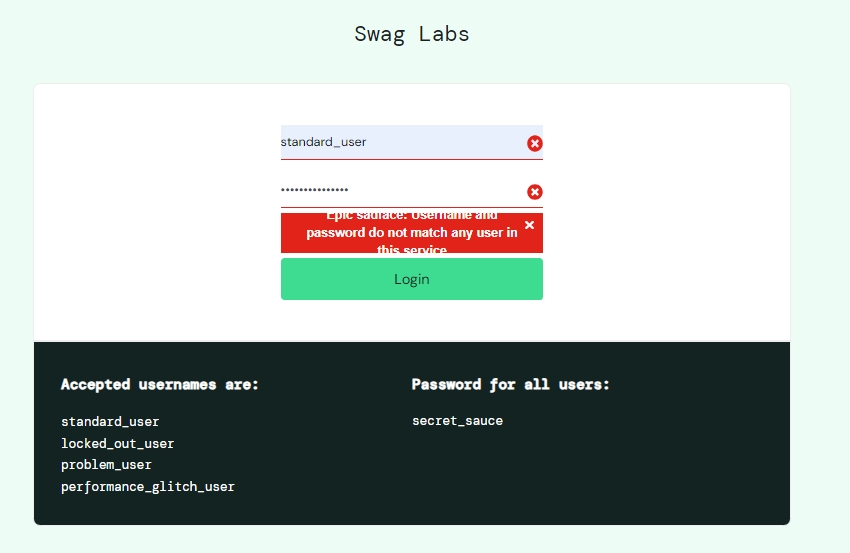 Swag Labs
standard_user
•••••••••••••••
Epic sadface: Username and
password do not match any user in
this service
Login
Accepted usernames are:
standard_user
locked_out_user
problem_user
performance_glitch_user
Password for all users:
secret_sauce